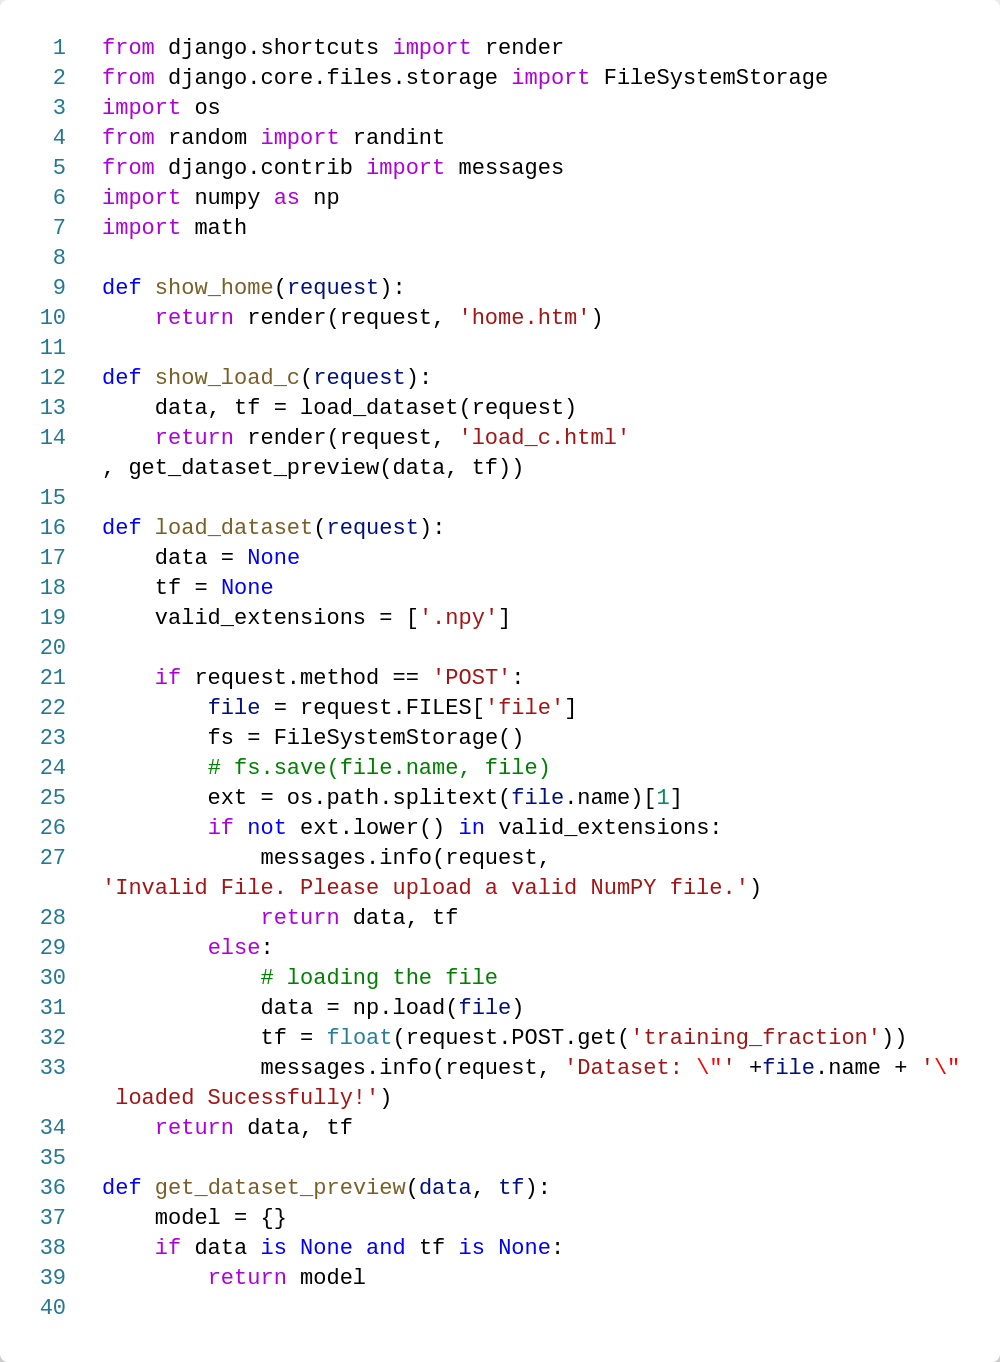 1 from django.shortcuts import render
2 from django.core.files.storage import FileSystemStorage
3 import os
4 from random import randint
5 from django.contrib import messages
6 import numpy as np
7 import math
8
9 def show_home(request):
10     return render(request, 'home.htm')
11
12 def show_load_c(request):
13     data, tf = load_dataset(request)
14     return render(request, 'load_c.html'
, get_dataset_preview(data, tf))
15
16 def load_dataset(request):
17     data = None
18     tf = None
19     valid_extensions = ['.npy']
20
21     if request.method == 'POST':
22         file = request.FILES['file']
23         fs = FileSystemStorage()
24         # fs.save(file.name, file)
25         ext = os.path.splitext(file.name)[1]
26         if not ext.lower() in valid_extensions:
27             messages.info(request,
'Invalid File. Please upload a valid NumPY file.')
28             return data, tf
29         else:
30             # loading the file
31             data = np.load(file)
32             tf = float(request.POST.get('training_fraction'))
33             messages.info(request, 'Dataset: \"' +file.name + '\"
 loaded Sucessfully!')
34     return data, tf
35
36 def get_dataset_preview(data, tf):
37     model = {}
38     if data is None and tf is None:
39         return model
40